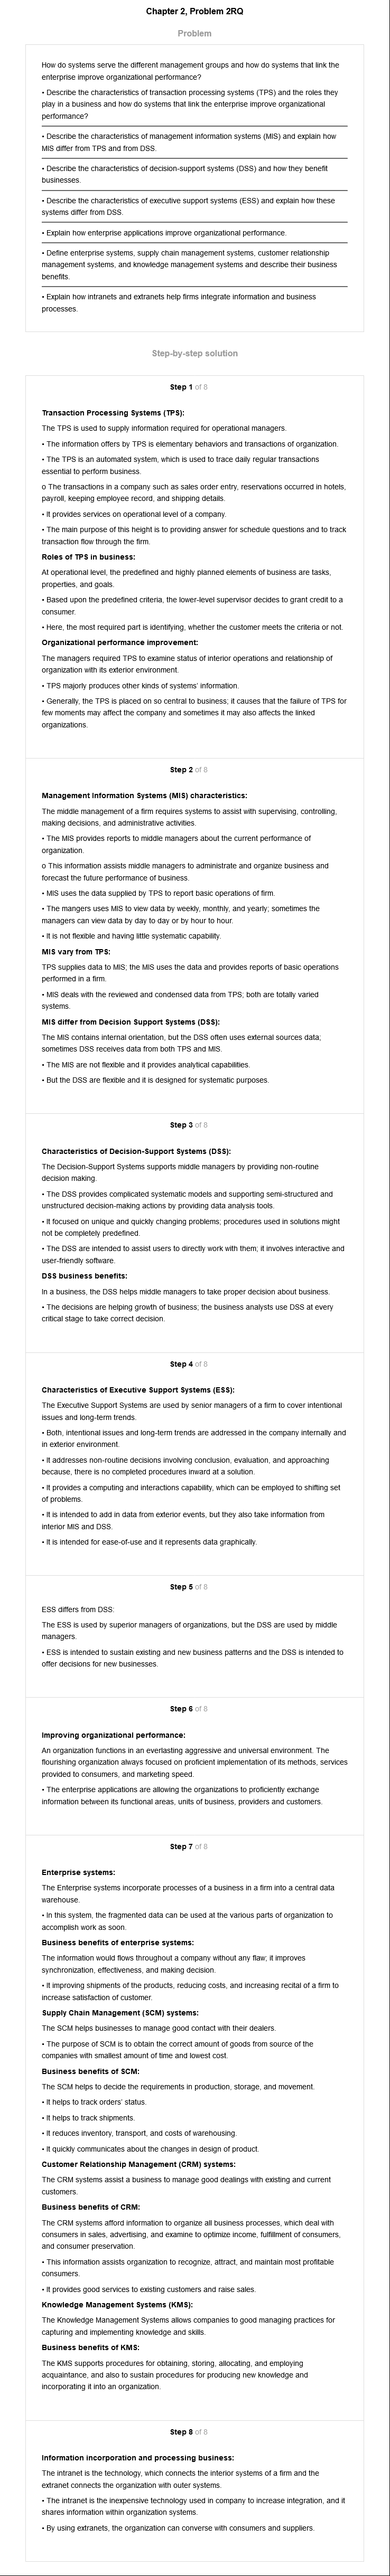 Chapter 2, Problem 2RQ
Problem
How do systems serve the different management groups and how do systems that link the
enterprise improve organizational performance?
• Describe the characteristics of transaction processing systems (TPS) and the roles they
play in a business and how do systems that link the enterprise improve organizational
performance?
• Describe the characteristics of management information systems (MIS) and explain how
MIS differ from TPS and from DSS.
• Describe the characteristics of decision-support systems (DSS) and how they benefit
businesses.
• Describe the characteristics of executive support systems (ESS) and explain how these
systems differ from DSS.
• Explain how enterprise applications improve organizational performance.
• Define enterprise systems, supply chain management systems, customer relationship
management systems, and knowledge management systems and describe their business
benefits.
• Explain how intranets and extranets help firms integrate information and business
processes.
Step-by-step solution
Step 1 of 8
Transaction Processing Systems (TPS):
The TPS is used to supply information required for operational managers.
• The information offers by TPS is elementary behaviors and transactions of organization.
• The TPS is an automated system, which is used to trace daily regular transactions
essential to perform business.
o The transactions in a company such as sales order entry, reservations occurred in hotels,
payroll, keeping employee record, and shipping details.
• It provides services on operational level of a company.
• The main purpose of this height is to providing answer for schedule questions and to track
transaction flow through the firm.
Roles of TPS in business:
At operational level, the predefined and highly planned elements of business are tasks,
properties, and goals.
• Based upon the predefined criteria, the lower-level supervisor decides to grant credit to a
consumer.
• Here, the most required part is identifying, whether the customer meets the criteria or not.
Organizational performance improvement:
The managers required TPS to examine status of interior operations and relationship of
organization with its exterior environment.
• TPS majorly produces other kinds of systems' information.
• Generally, the TPS is placed on so central to business; it causes that the failure of TPS for
few moments may affect the company and sometimes it may also affects the linked
organizations.
Step 2 of 8
Management Information Systems (MIS) characteristics:
The middle management of a firm requires systems to assist with supervising, controlling,
making decisions, and administrative activities.
• The MIS provides reports to middle managers about the current performance of
organization.
o This information assists middle managers to administrate and organize business and
forecast the future performance of business.
• MIS uses the data supplied by TPS to report basic operations of firm.
• The mangers uses MIS to view data by weekly, monthly, and yearly; sometimes the
managers can view data by day to day or by hour to hour.
• It is not flexible and having little systematic capability.
MIS vary from TPS:
TPS supplies data to MIS; the MIS uses the data and provides reports of basic operations
performed in a firm.
• MIS deals with the reviewed and condensed data from TPS; both are totally varied
systems.
MIS differ from Decision Support Systems (DSS):
The MIS contains internal orientation, but the DSS often uses external sources data;
sometimes DSS receives data from both TPS and MIS.
• The MIS are not flexible and it provides analytical capabilities.
• But the DSS are flexible and it is designed for systematic purposes.
Step 3 of 8
Characteristics of Decision-Support Systems (DSS):
The Decision-Support Systems supports middle managers by providing non-routine
decision making.
• The DSS provides complicated systematic models and supporting semi-structured and
unstructured decision-making actions by providing data analysis tools.
• It focused on unique and quickly changing problems; procedures used in solutions might
not be completely predefined.
• The DSS are intended to assist users to directly work with them; it involves interactive and
user-friendly software.
DSS business benefits:
In a business, the DSS helps middle managers to take proper decision about business.
• The decisions are helping growth of business; the business analysts use DSS at every
critical stage to take correct decision.
Step 4 of 8
Characteristics of Executive Support Systems (ESS):
The Executive Support Systems are used by senior managers of a firm to cover intentional
issues and long-term trends.
• Both, intentional issues and long-term trends are addressed in the company internally and
in exterior environment.
• It addresses non-routine decisions involving conclusion, evaluation, and approaching
because, there is no completed procedures inward at a solution.
• It provides a computing and interactions capability, which can be employed to shifting set
of problems.
• It is intended to add in data from exterior events, but they also take information from
interior MIS and DSS.
• It is intended for ease-of-use and it represents data graphically.
Step 5 of 8
ESS differs from DSS:
The ESS is used by superior managers of organizations, but the DSS are used by middle
managers.
• ESS is intended to sustain existing and new business patterns and the DSS is intended to
offer decisions for new businesses.
Step 6 of 8
Improving organizational performance:
An organization functions in an everlasting aggressive and universal environment. The
flourishing organization always focused on proficient implementation of its methods, services
provided to consumers, and marketing speed.
• The enterprise applications are allowing the organizations to proficiently exchange
information between its functional areas, units of business, providers and customers.
Step 7 of 8
Enterprise systems:
The Enterprise systems incorporate processes of a business in a firm into a central data
warehouse.
• In this system, the fragmented data can be used at the various parts of organization to
accomplish work as soon.
Business benefits of enterprise systems:
The information would flows throughout a company without any flaw; it improves
synchronization, effectiveness, and making decision.
• It improving shipments of the products, reducing costs, and increasing recital of a firm to
increase satisfaction of customer.
Supply Chain Management (SCM) systems:
The SCM helps businesses to manage good contact with their dealers.
• The purpose of SCM is to obtain the correct amount of goods from source of the
companies with smallest amount of time and lowest cost.
Business benefits of SCM:
The SCM helps to decide the requirements in production, storage, and movement.
• It helps to track orders' status.
• It helps to track shipments.
• It reduces inventory, transport, and costs of warehousing.
• It quickly communicates about the changes in design of product.
Customer Relationship Management (CRM) systems:
The CRM systems assist a business to manage good dealings with existing and current
customers.
Business benefits of CRM:
The CRM systems afford information to organize all business processes, which deal with
consumers in sales, advertising, and examine to optimize income, fulfillment of consumers,
and consumer preservation.
• This information assists organization to recognize, attract, and maintain most profitable
consumers.
• It provides good services to existing customers and raise sales.
Knowledge Management Systems (KMS):
The Knowledge Management Systems allows companies to good managing practices for
capturing and implementing knowledge and skills.
Business benefits of KMS:
The KMS supports procedures for obtaining, storing, allocating, and employing
acquaintance, and also to sustain procedures for producing new knowledge and
incorporating it into an organization.
Step 8 of 8
Information incorporation and processing business:
The intranet is the technology, which connects the interior systems of a firm and the
extranet connects the organization with outer systems.
• The intranet is the inexpensive technology used in company to increase integration, and it
shares information within organization systems.
• By using extranets, the organization can converse with consumers and suppliers.